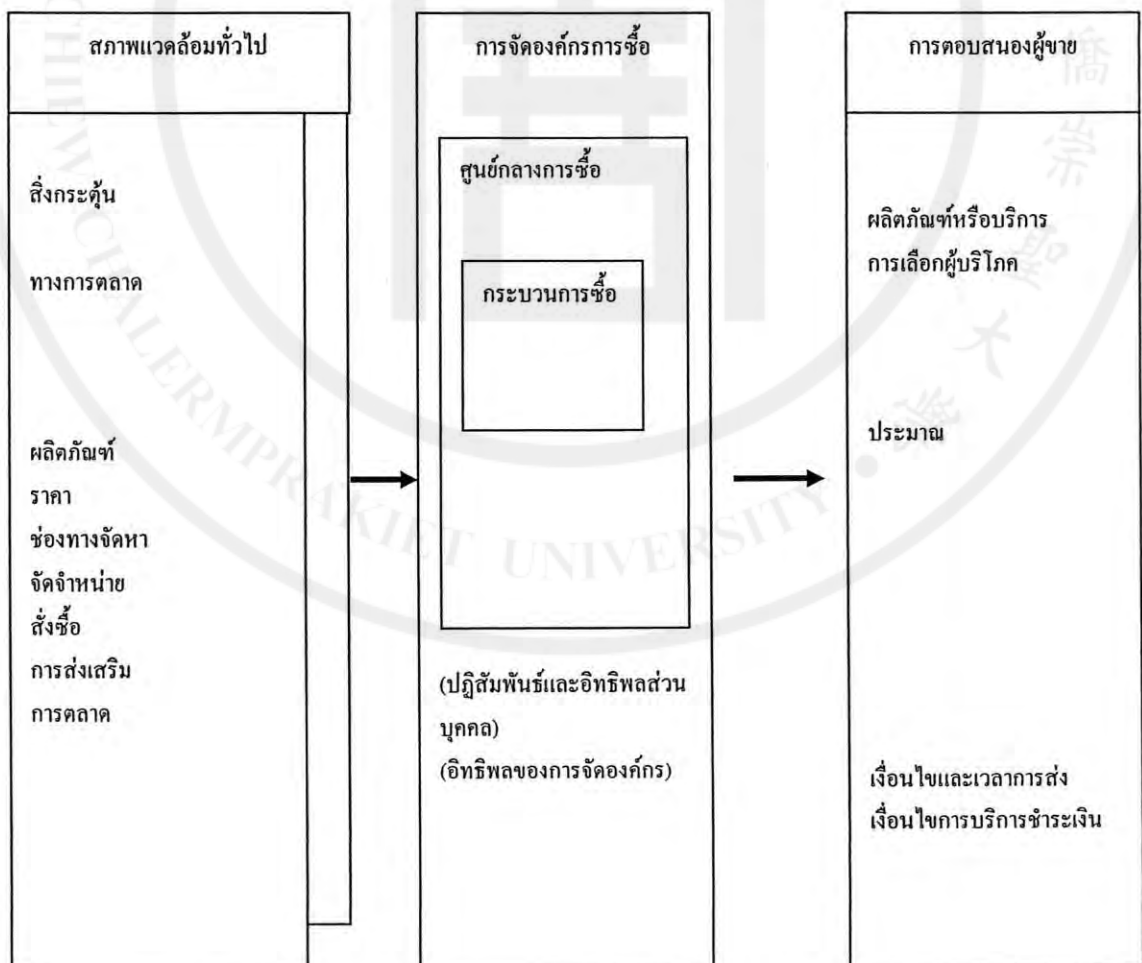 สภาพแวดล้อมทั่วไป
สิ่งกระตุ้น
ทางการตลาด
ผลิตภัณฑ์
ราคา
ช่องทางจัดหา
จัดจำหน่าย
สั่งซื้อ
การส่งเสริม
การตลาด
การจัดองค์กรการซื้อ
ศูนย์กลางการซื้อ
กระบวนการซื้อ
(ปฏิสัมพันธ์และอิทธิพลส่วน
บุคคล)
(อิทธิพลของการจัดองค์กร)
การตอบสนองผู้ขาย
ผลิตภัณฑ์หรือบริการ
การเลือกผู้บริโภค
ประมาณ
เงื่อนไขและเวลาการส่ง
เงื่อนไขการบริการชำระเงิน
CHIEW CHALERMPRAKIET UNIVERSITY
僑崇聖大學